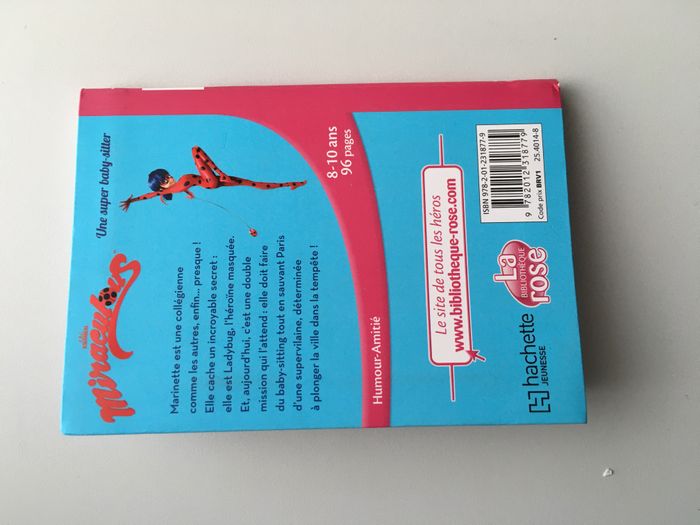 Miraculous
Une super baby-sitter
Marinette est une collégienne
comme les autres, enfin... presque !
Elle cache un incroyable secret :
elle est Ladybug, l'héroïne masquée.
Et, aujourd'hui, c'est une double
mission qui l'attend : elle doit faire
du baby-sitting tout en sauvant Paris
d'une supervilaine, déterminée
à plonger la ville dans la tempête !
8-10 ans
96 pages
Humour-Amitié
Le site de tous les héros
www.bibliotheque-rose.com
hachette
JEUNESSE
La
BIBLIOTHÈQUE
rose
ISBN 978-2-01-231877-9
9 782012 318779
25.4014-8
Code prix BRV1